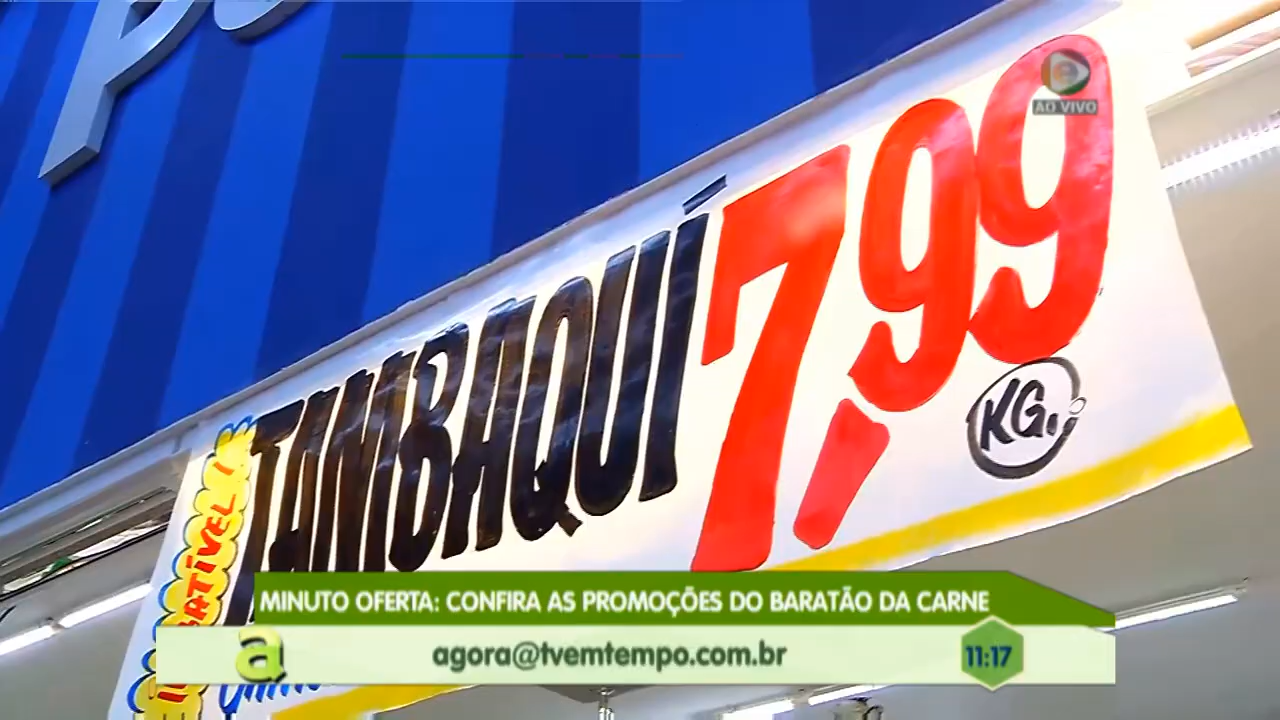 AO VIVO
TAMBAQUÍ 7,99
KG.
MINUTO OFERTA: CONFIRA AS PROMOÇÕES DO BARATÃO DA CARNE
a agora@tvemtempo.com.br 11:17